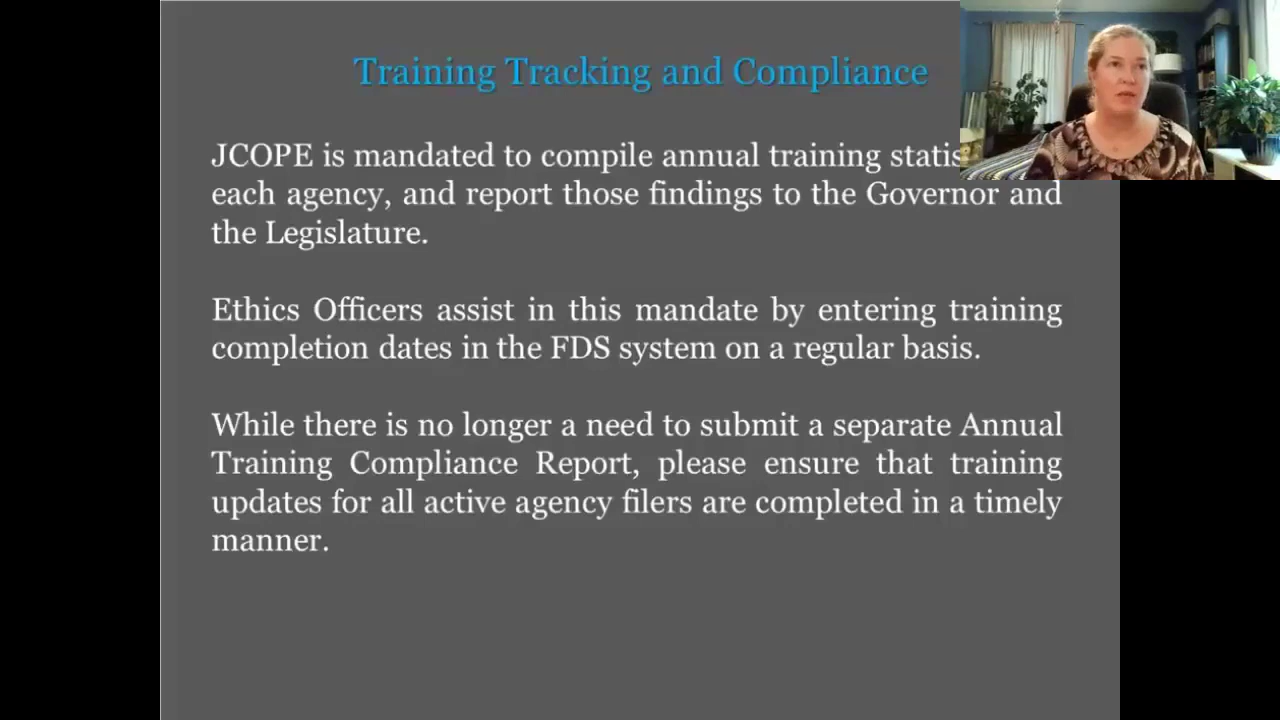 Training Tracking and Compliance
JCOPE is mandated to compile annual training
each agency, and report those findings to the Governor and
the Legislature.
Ethics Officers assist in this mandate by entering training
completion dates in the FDS system on a regular basis.
While there is no longer a need to submit a separate Annual
Training Compliance Report, please ensure that training
updates for all active agency filers are completed in a timely
manner.